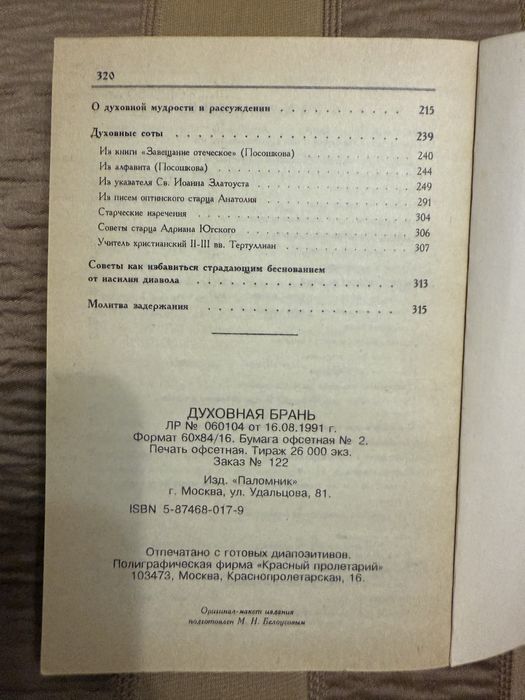 320
О духовной мудрости и рассуждении . . . . . . . . . . . 215
Духовные соты . . . . . . . . . . . . . . . . . . . . . 239
Из книги «Завещание отеческое» (Посошкова) . . . . . . . . 240
Из алфавита (Посошкова) . . . . . . . . . . . . . . . . 244
Из указателя Св. Иоанна Златоуста . . . . . . . . . . . . 249
Из писем оптинского старца Анатолия . . . . . . . . . . . 291
Старческие изречения . . . . . . . . . . . . . . . . . 304
Советы старца Адриана Югского . . . . . . . . . . . . . 306
Учитель христианский II-III вв. Тертуллиан . . . . . . . . . 307
Советы как избавиться страдающим беснованием
от насилия диавола . . . . . . . . . . . . . . . . . . 313
Молитва задержания . . . . . . . . . . . . . . . . . . 315
ДУХОВНАЯ БРАНЬ
ЛР № 060104 от 16.08.1991 г.
Формат 60х84/16. Бумага офсетная № 2.
Печать офсетная. Тираж 26 000 экз.
Заказ № 122
Изд. «Паломник»
г. Москва, ул. Удальцова, 81.
ISBN 5-87468-017-9
Отпечатано с готовых диапозитивов.
Полиграфическая фирма «Красный пролетарий»
103473, Москва, Краснопролетарская, 16.
Оригинал-макет издания
подготовлен М. Н. Белоусовым